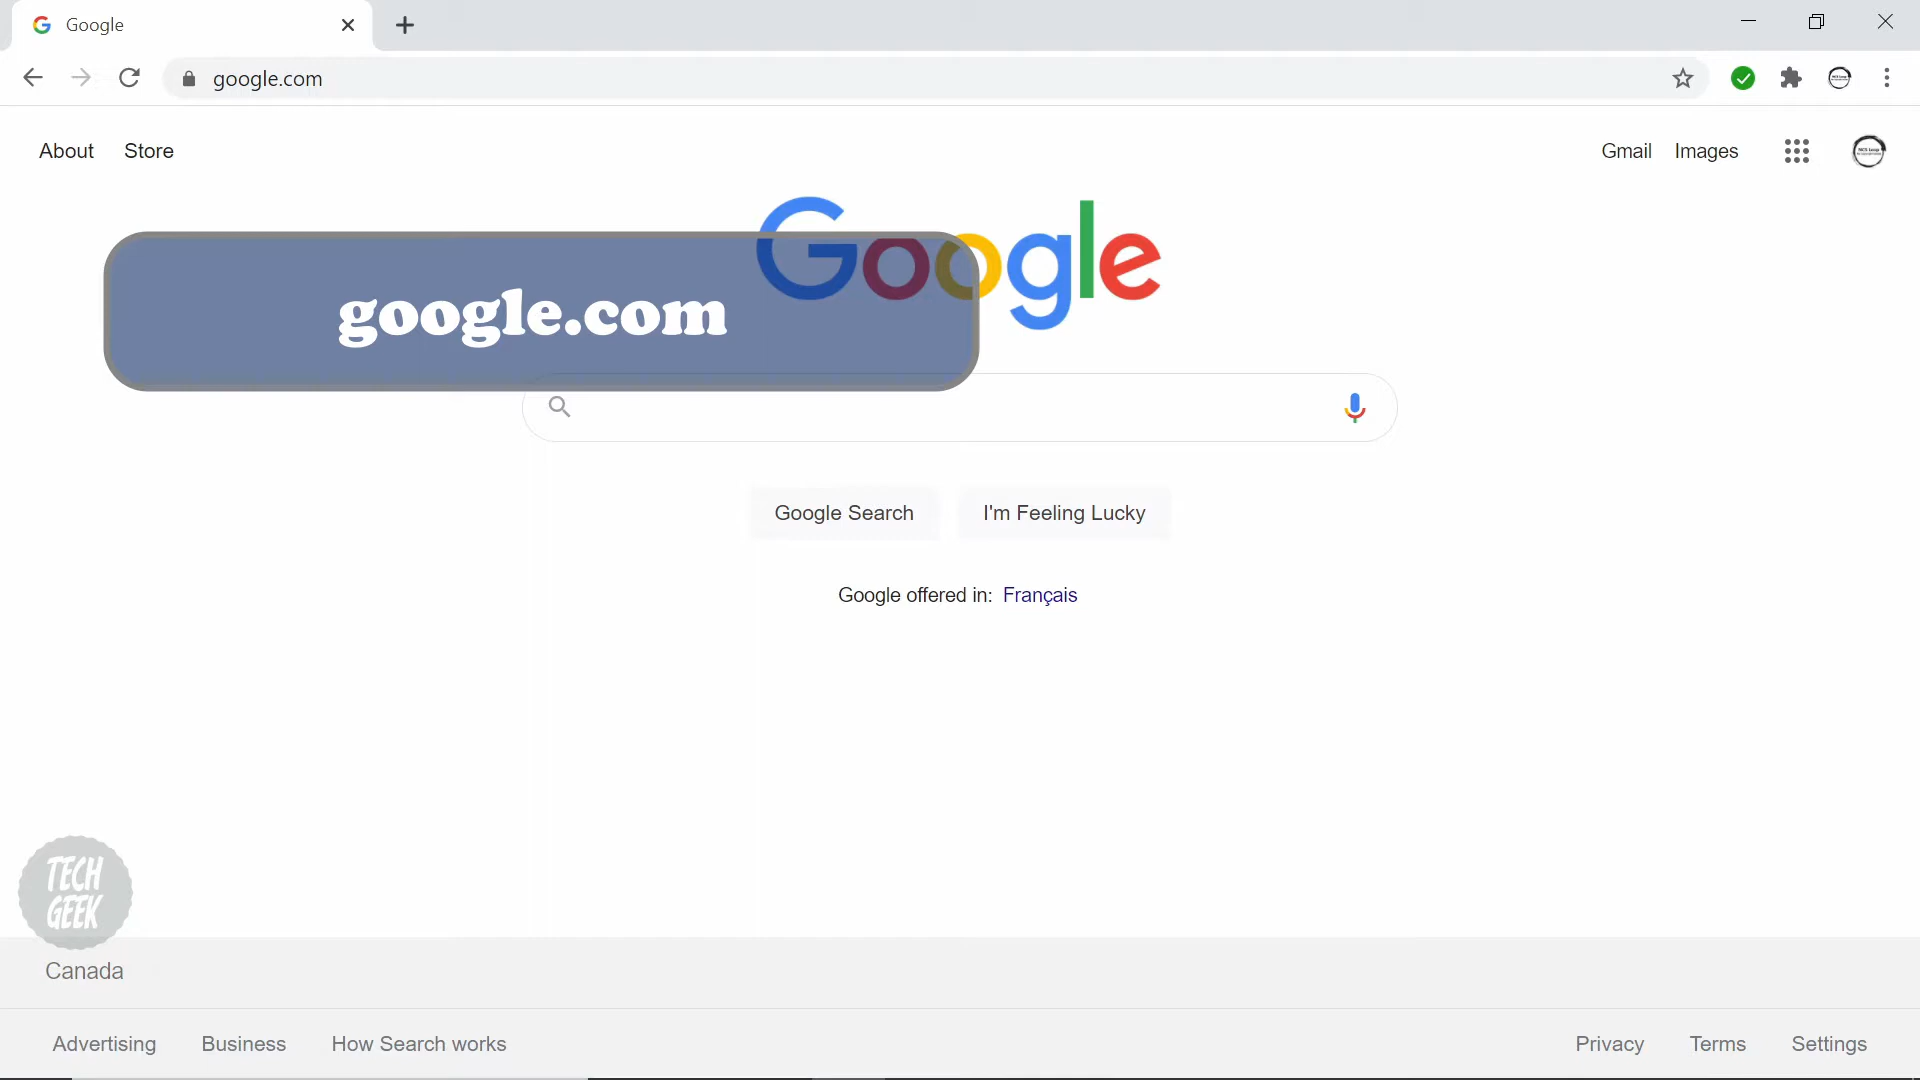 Google
google.com
About Store Gmail Images
Google
google.com
Google Search I'm Feeling Lucky
Google offered in: Français
TECH
GEEK
Canada
Advertising Business How Search works Privacy Terms Settings